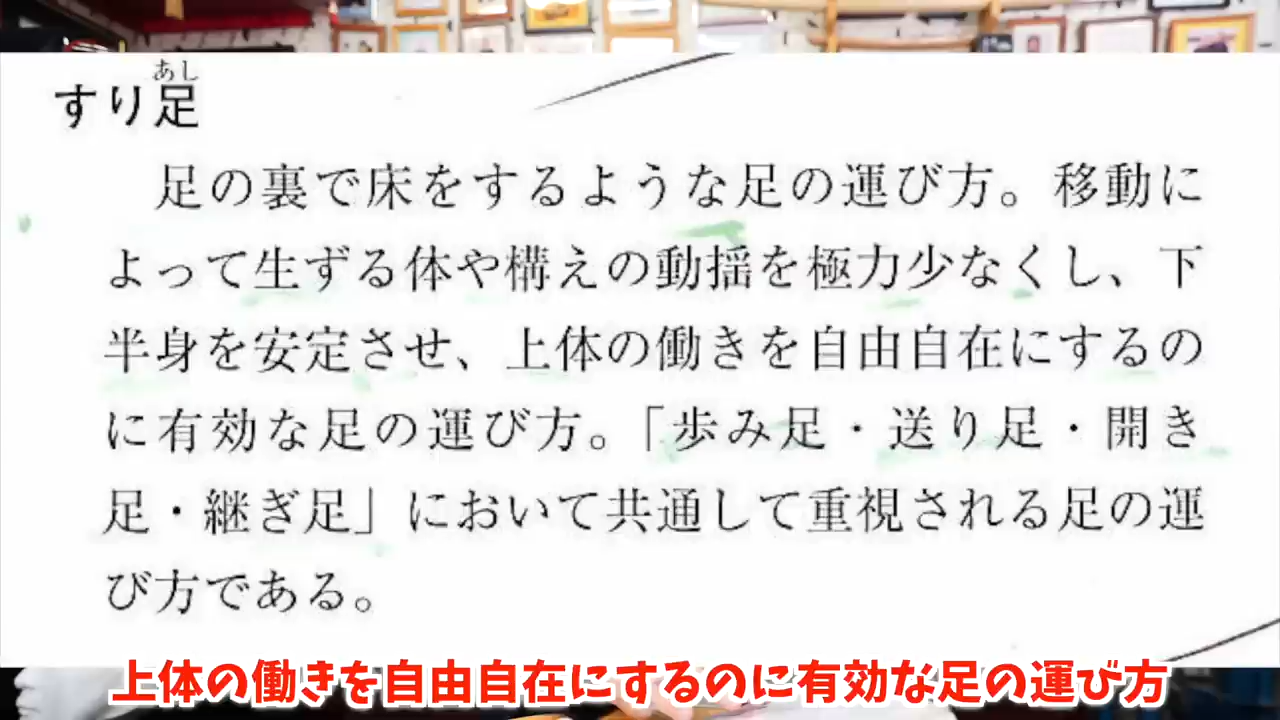 あし
すり足
足の裏で床をするような足の運び方。移動に
よって生ずる体や構えの動揺を極力少なくし、下
半身を安定させ、上体の働きを自由自在にするの
に有効な足の運び方。「歩み足・送り足・開き
足・継ぎ足」において共通して重視される足の運
び方である。
上体の働きを自由自在にするのに有効な足の運び方